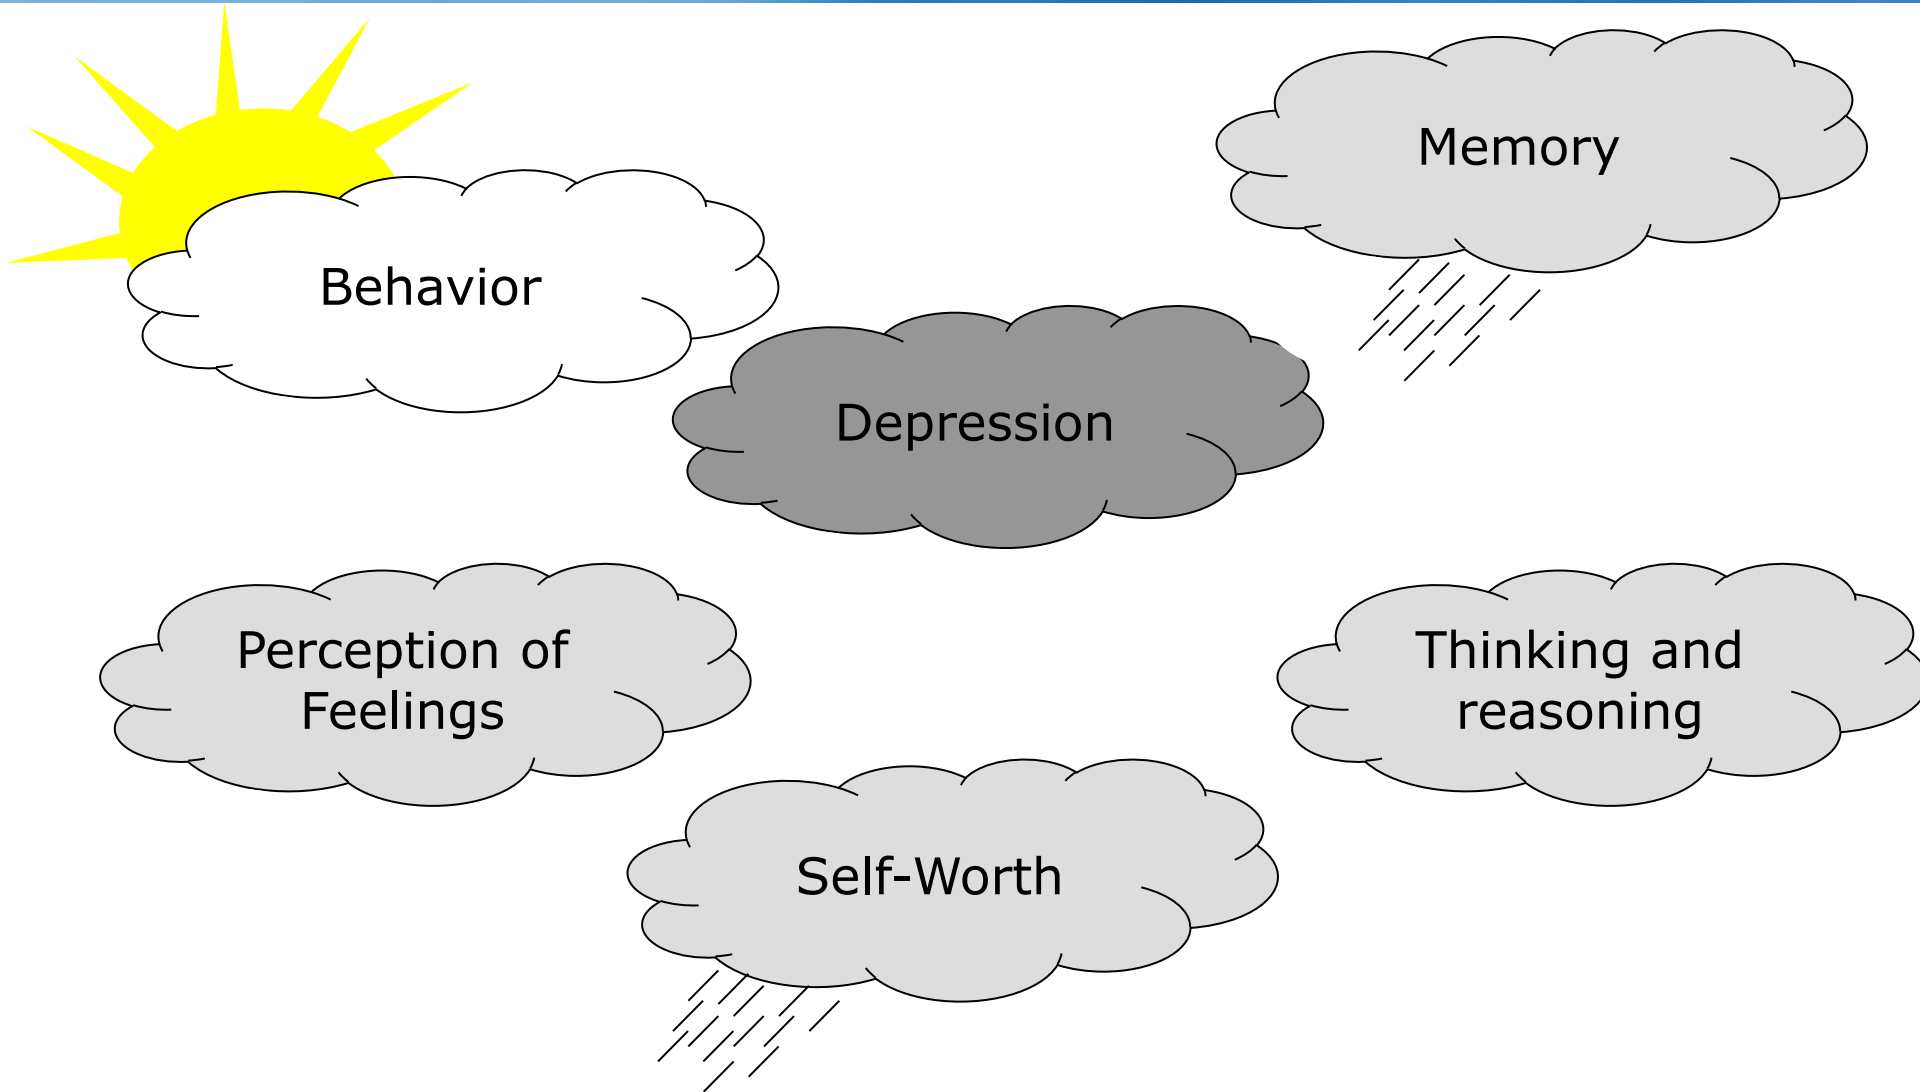 Memory
Behavior
Depression
Perception of
Feelings
Thinking and
reasoning
Self-Worth